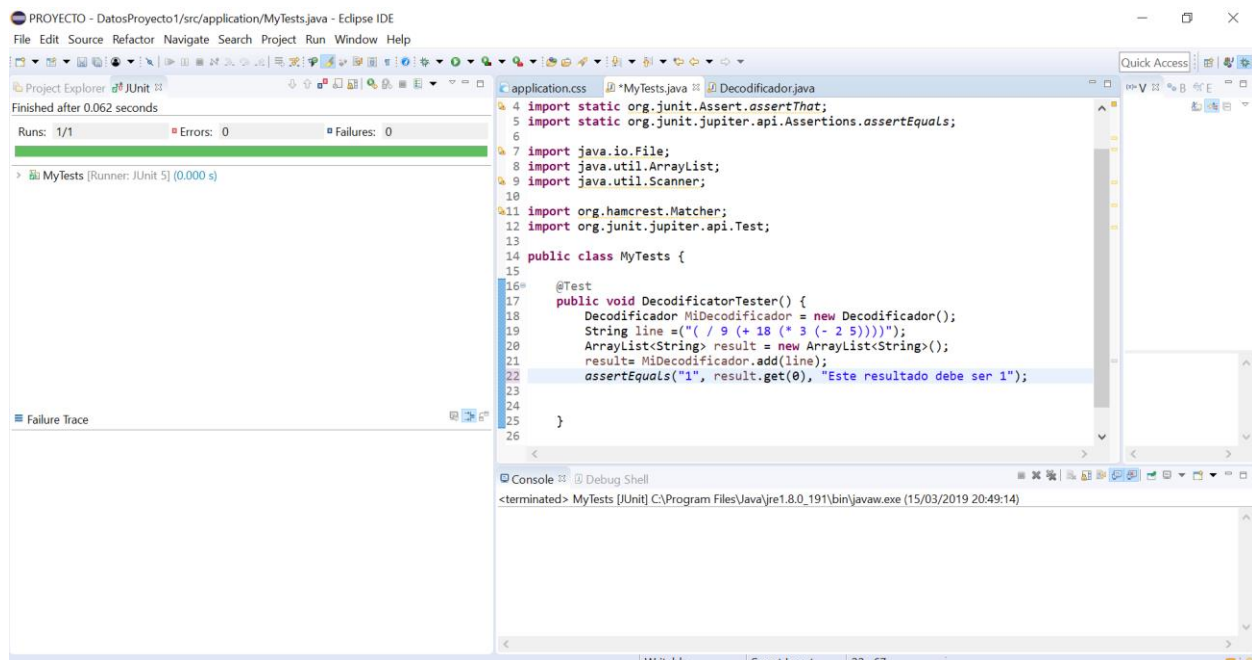 PROYECTO - DatosProyecto1/src/application/MyTests.java - Eclipse IDE
File Edit Source Refactor Navigate Search Project Run Window Help
Quick Access
Project Explorer JUnit
Finished after 0.062 seconds
Runs: 1/1 Errors: 0 Failures: 0
MyTests [Runner: JUnit 5] (0.000 s)
Failure Trace
application.css *MyTests.java Decodificador.java
4 import static org.junit.Assert.assertThat;
5 import static org.junit.jupiter.api.Assertions.assertEquals;
6
7 import java.io.File;
8 import java.util.ArrayList;
9 import java.util.Scanner;
10
11 import org.hamcrest.Matcher;
12 import org.junit.jupiter.api.Test;
13
14 public class MyTests {
15
16 @Test
17 public void DecodificatorTester() {
18 Decodificador MiDecodificador = new Decodificador();
19 String line =("( / 9 (+ 18 (* 3 (- 2 5))))");
20 ArrayList<String> result = new ArrayList<String>();
21 result= MiDecodificador.add(line);
22 assertEquals("1", result.get(0), "Este resultado debe ser 1");
23
24
25 }
26
V B E
Console Debug Shell
<terminated> MyTests [JUnit] C:\Program Files\Java\jre1.8.0_191\bin\javaw.exe (15/03/2019 20:49:14)